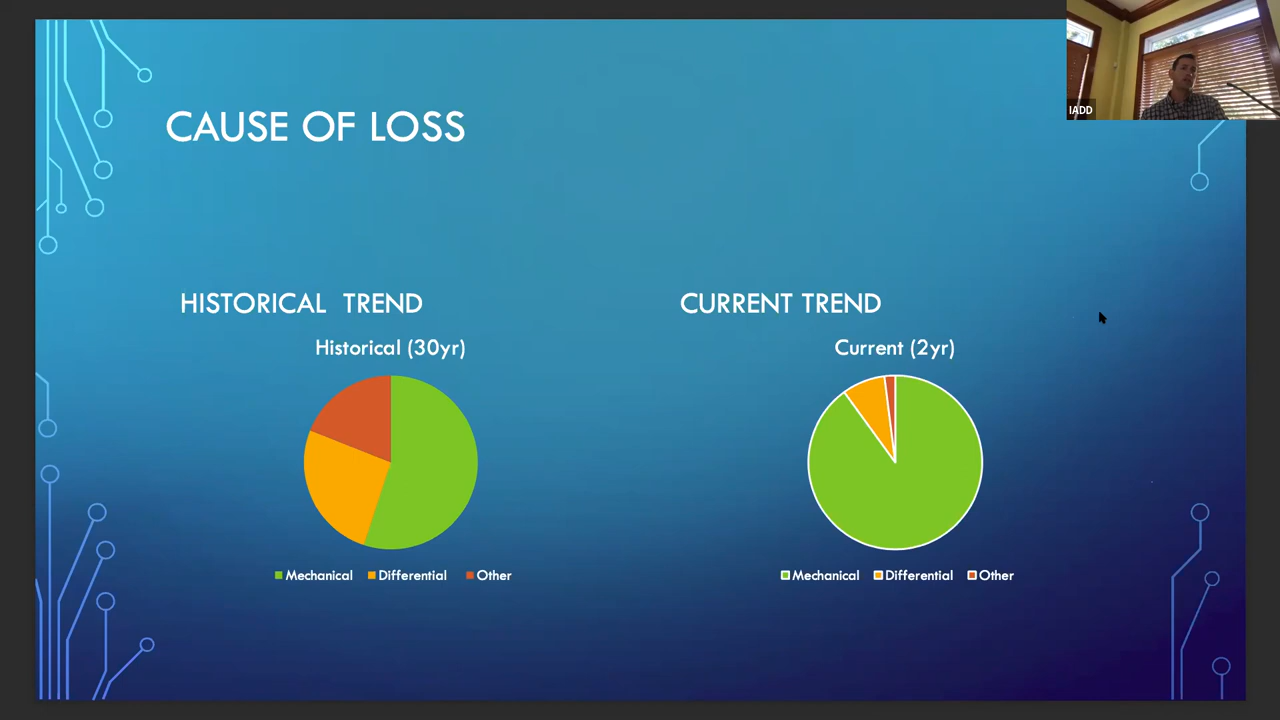 IADD
CAUSE OF LOSS
HISTORICAL TREND
CURRENT TREND
Historical (30yr)
Current (2yr)
Mechanical Differential Other
Mechanical Differential Other